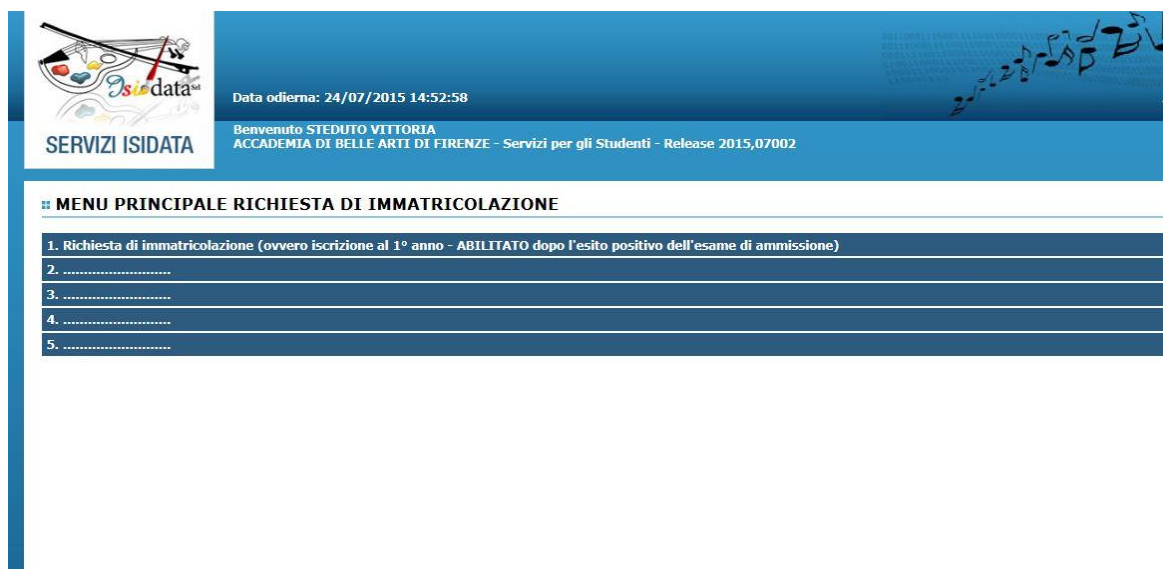 Isidata Srl
SERVIZI ISIDATA
Data odierna: 24/07/2015 14:52:58
Benvenuto STEDUTO VITTORIA
ACCADEMIA DI BELLE ARTI DI FIRENZE - Servizi per gli Studenti - Release 2015,07002
MENU PRINCIPALE RICHIESTA DI IMMATRICOLAZIONE
1. Richiesta di immatricolazione (ovvero iscrizione al 1° anno - ABILITATO dopo l'esito positivo dell'esame di ammissione)
2. ..........................
3. ..........................
4. ..........................
5. ..........................